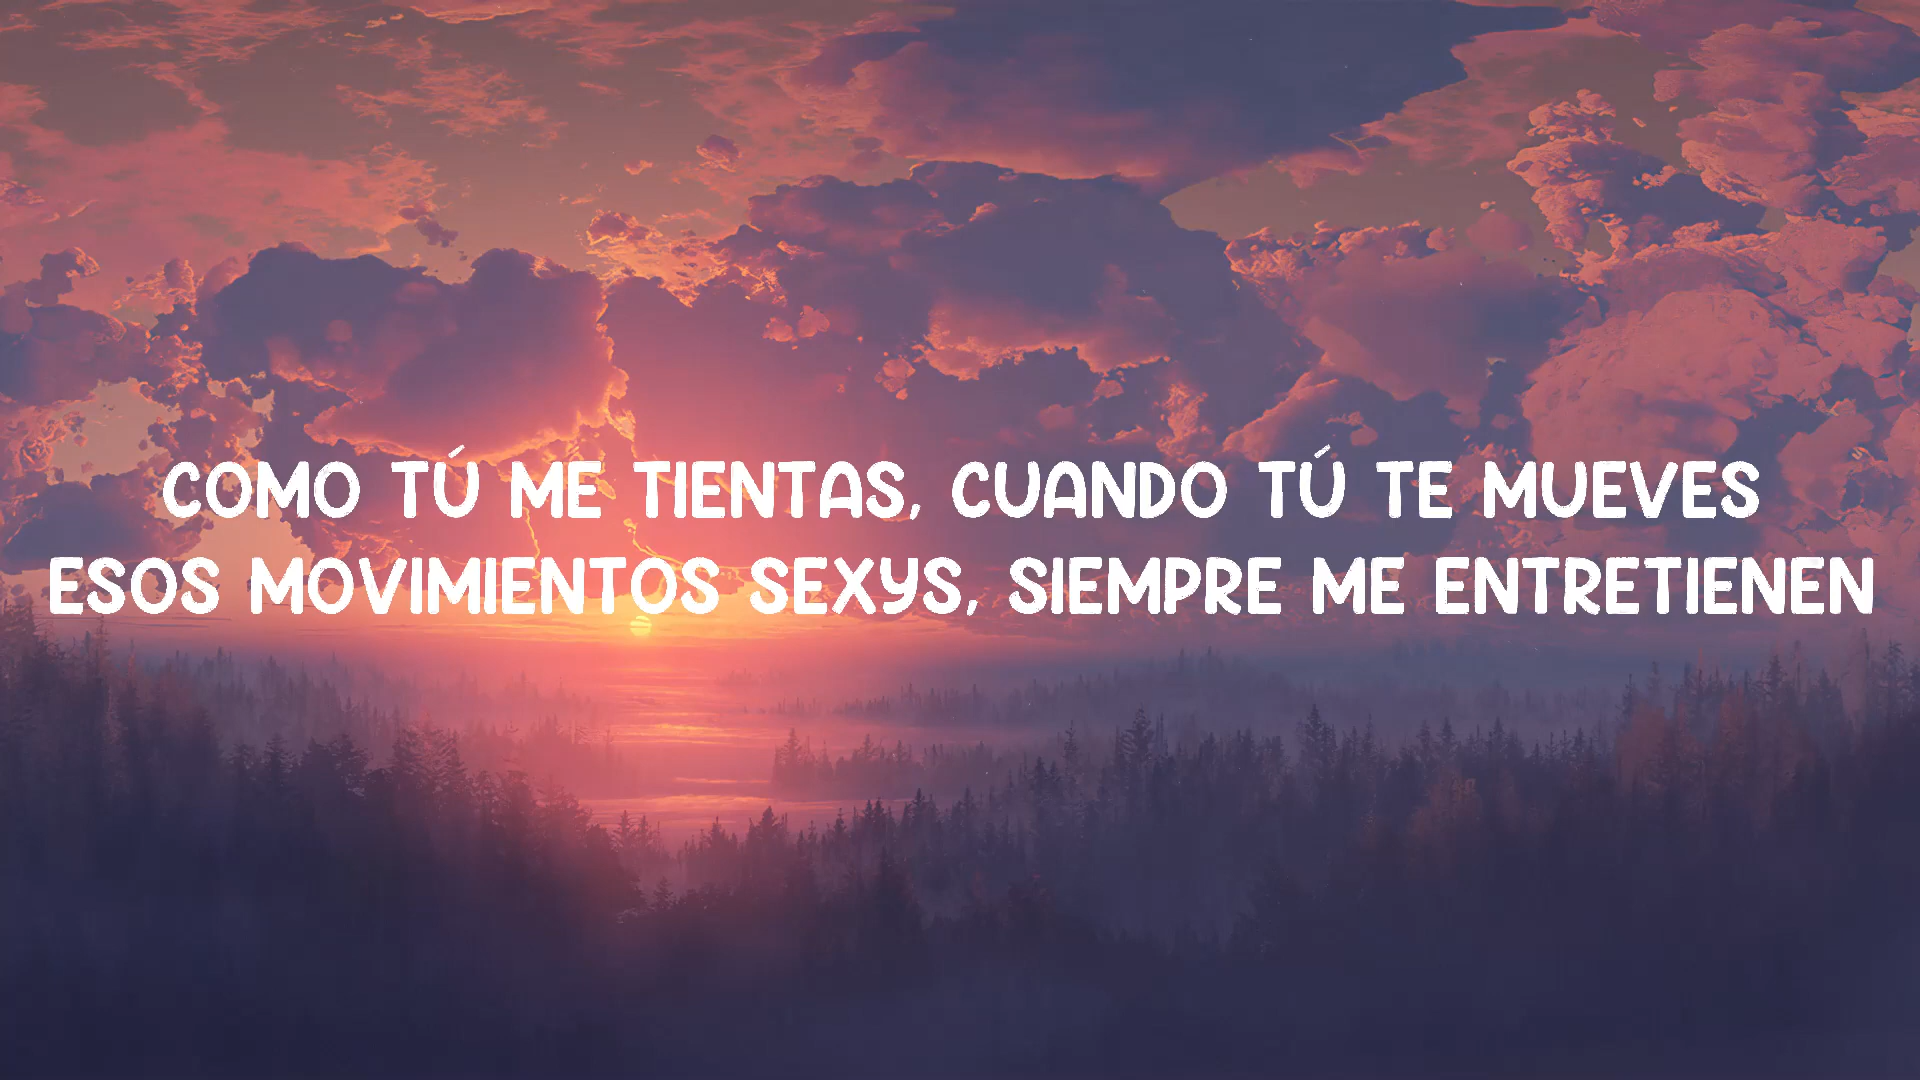 COMO TÚ ME TIENTAS, CUANDO TÚ TE MUEVES
ESOS MOVIMIENTOS SEXYS, SIEMPRE ME ENTRETIENEN